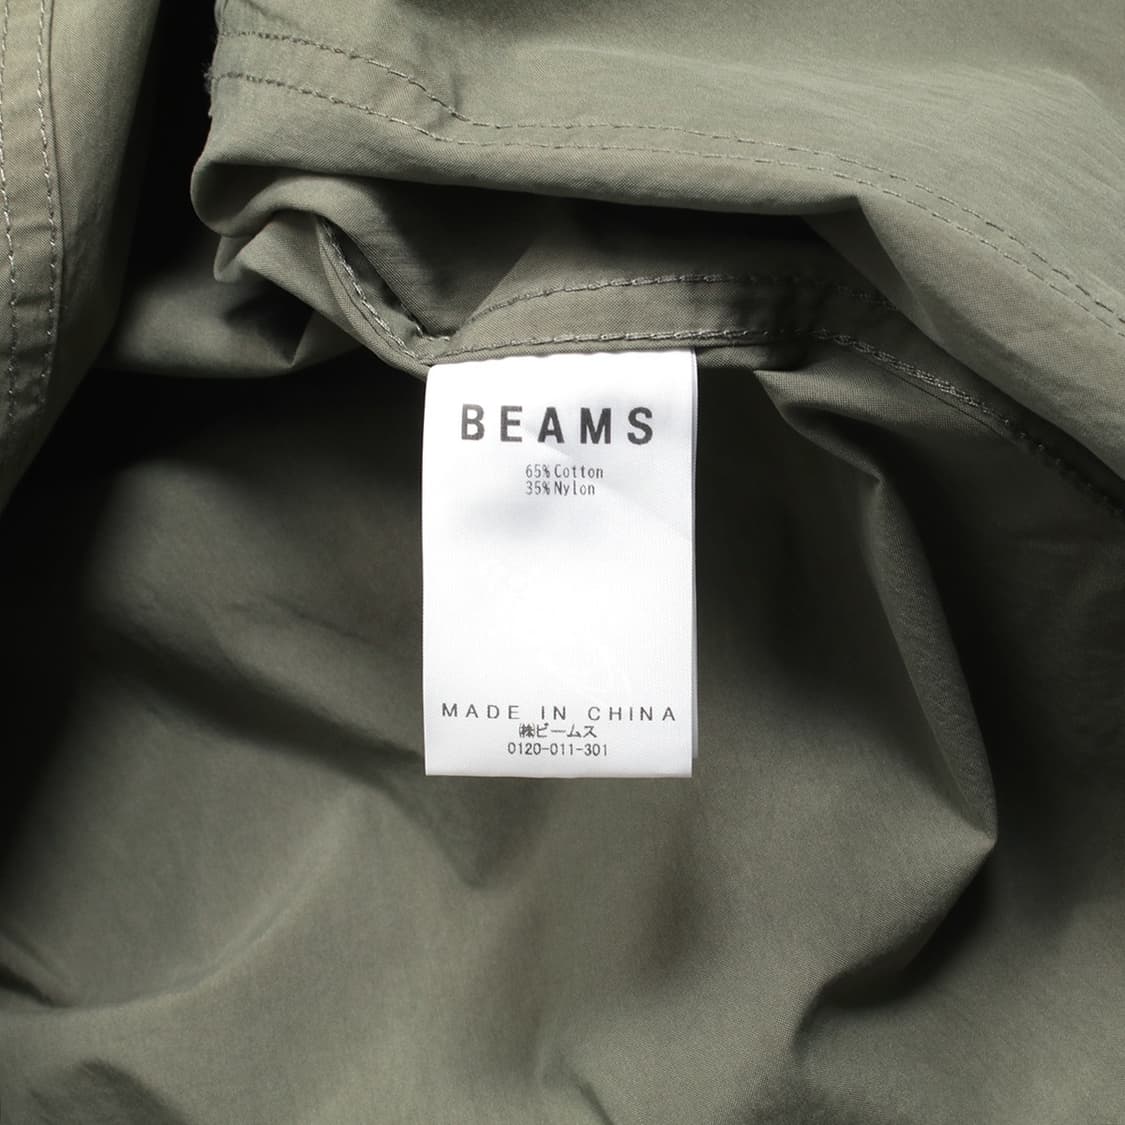 BEAMS
65% Cotton
35% Nylon
MADE IN CHINA
㈱ビームス
0120-011-301